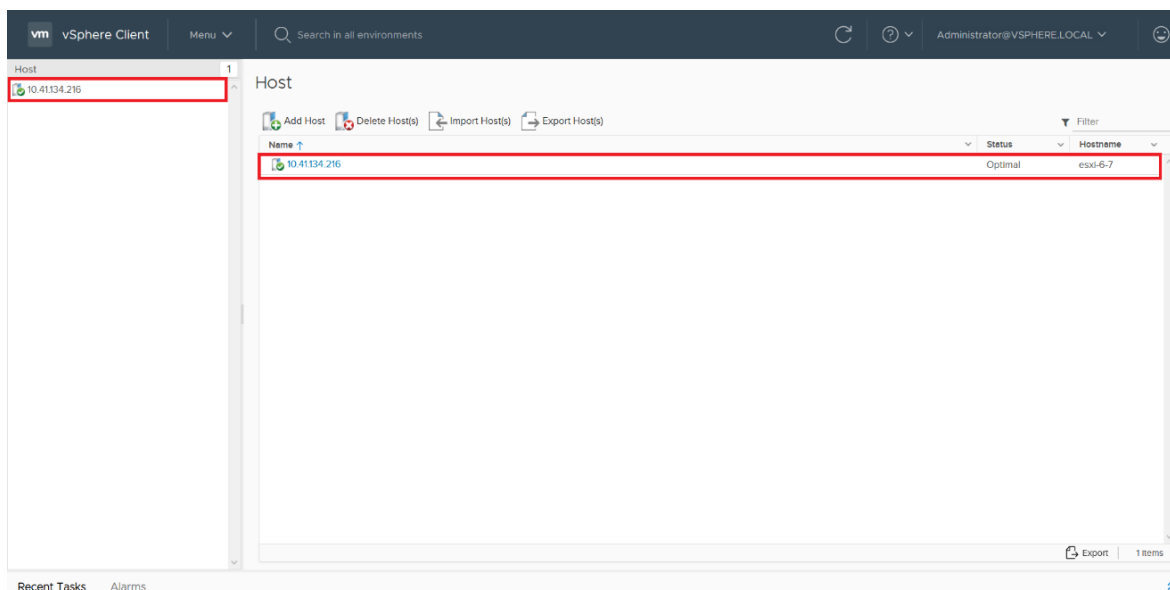 vm vSphere Client Menu Search in all environments Administrator@VSPHERE.LOCAL
Host 1
10.41.134.216
Host
Add Host Delete Host(s) Import Host(s) Export Host(s) Filter
Name Status Hostname
10.41.134.216 Optimal esxi-6-7
Export 1 items
Recent Tasks Alarms